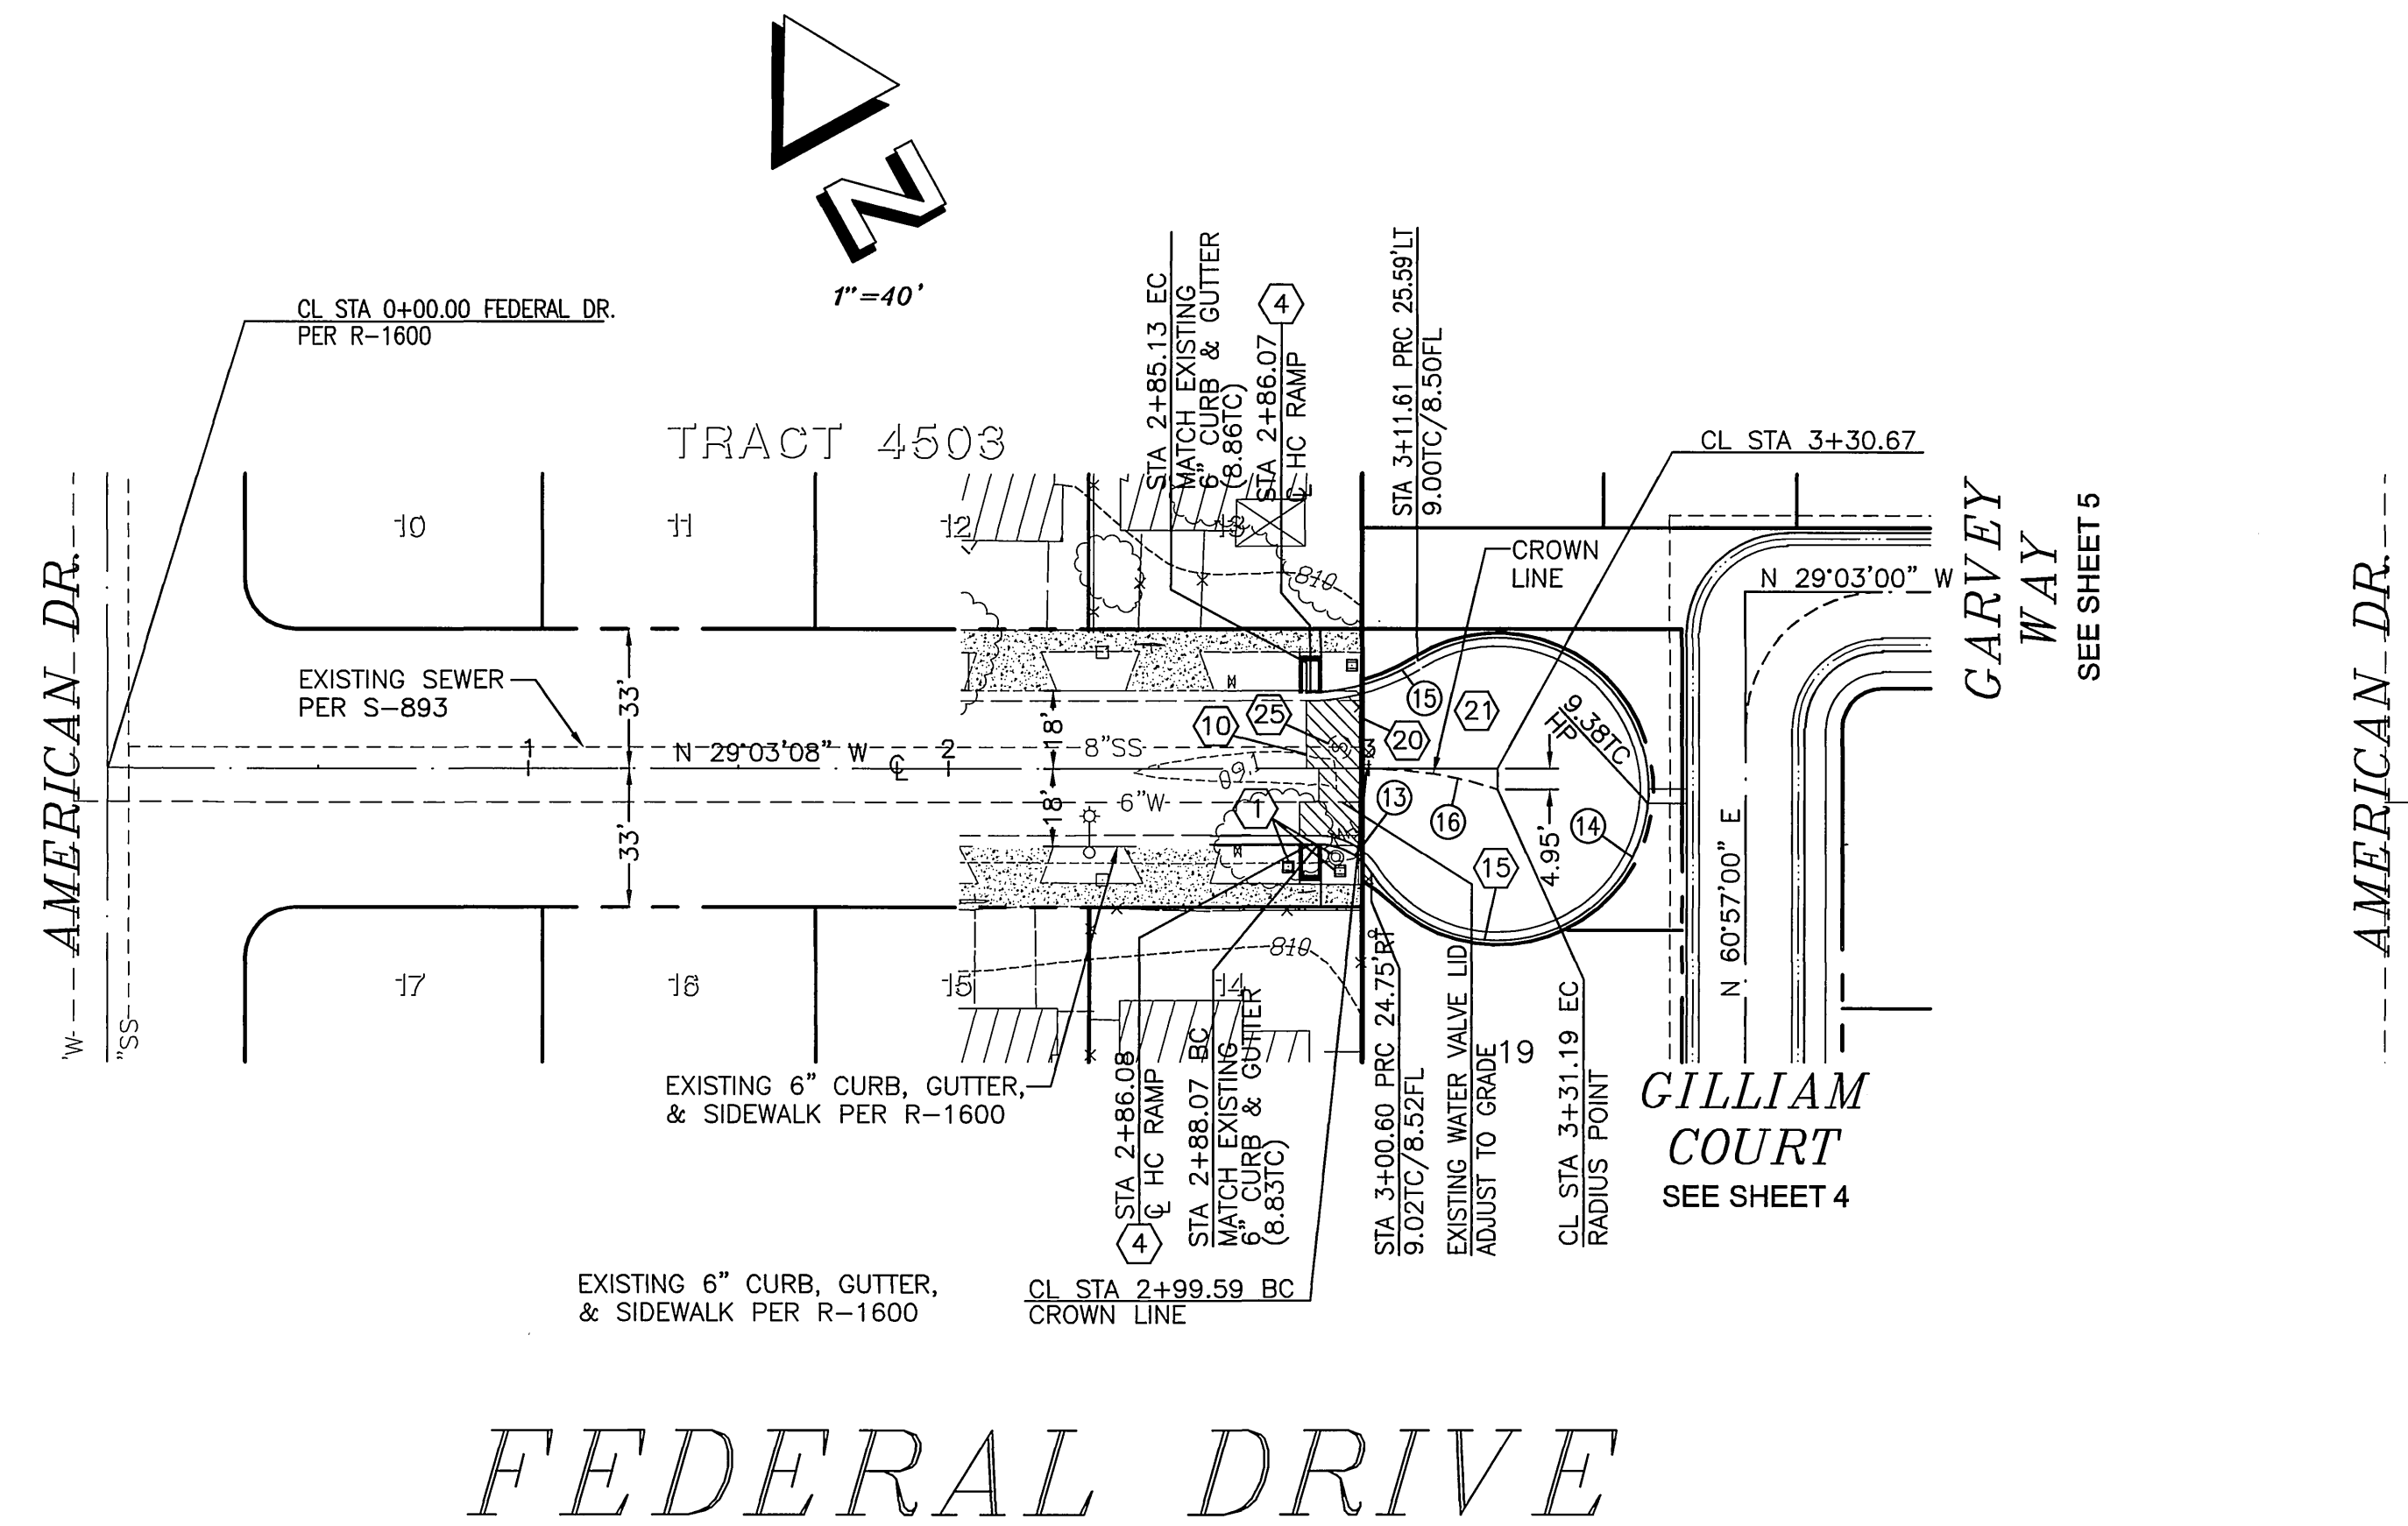 N
1"=40'
CL STA 0+00.00 FEDERAL DR.
PER R-1600
TRACT 4503
STA 2+85.13 EC
MATCH EXISTING
6" CURB & GUTTER
(8.86TC)
4
STA 2+86.07
℄ HC RAMP
STA 3+11.61 PRC 25.59'LT
9.00TC/8.50FL
CL STA 3+30.67
10
11
12
13
810
CROWN
LINE
N 29°03'00" W
GARVEY
WAY
SEE SHEET 5
AMERICAN DR.
AMERICAN DR.
EXISTING SEWER
PER S-893
33'
33'
18'
18'
1
N 29°03'08" W
℄
2
8"SS
3
6"W
09.1
10
25
15
21
20
9.38TC
HP
1
13
16
14
15
4.95'
N 60°57'00" E
17
16
15
14
810
19
'W
"SS
EXISTING 6" CURB, GUTTER,
& SIDEWALK PER R-1600
STA 2+86.08
℄ HC RAMP
4
STA 2+88.07 BC
MATCH EXISTING
6" CURB & GUTTER
(8.83TC)
STA 3+00.60 PRC 24.75'RT
9.02TC/8.52FL
EXISTING WATER VALVE LID
ADJUST TO GRADE
CL STA 3+31.19 EC
RADIUS POINT
GILLIAM
COURT
SEE SHEET 4
EXISTING 6" CURB, GUTTER,
& SIDEWALK PER R-1600
CL STA 2+99.59 BC
CROWN LINE
FEDERAL DRIVE